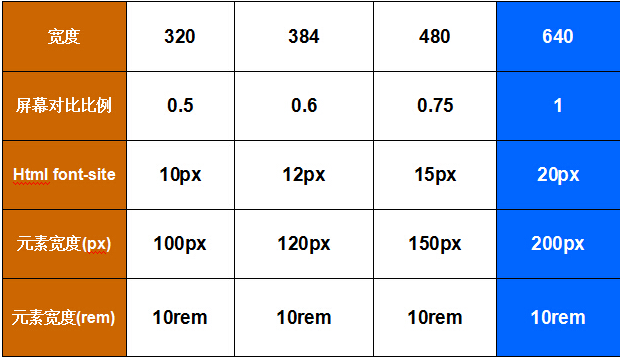 宽度 320 384 480 640
屏幕对比比例 0.5 0.6 0.75 1
Html font-site 10px 12px 15px 20px
元素宽度(px) 100px 120px 150px 200px
元素宽度(rem) 10rem 10rem 10rem 10rem